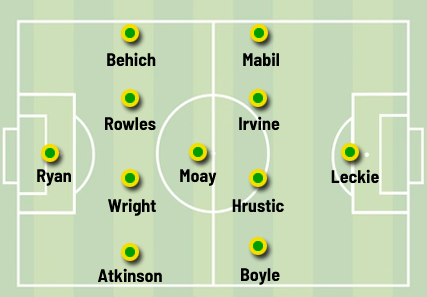 Behich
Mabil
Rowles
Irvine
Ryan
Moay
Leckie
Wright
Hrustic
Atkinson
Boyle